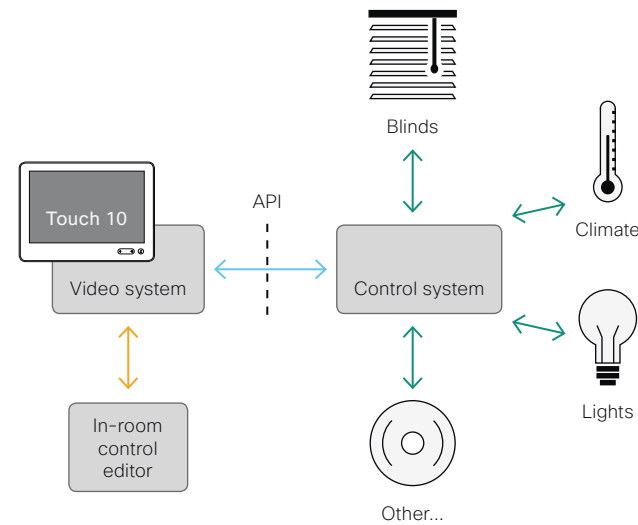 Blinds
Climate
Touch 10
API
Video system
Control system
In-room
control
editor
Lights
Other...